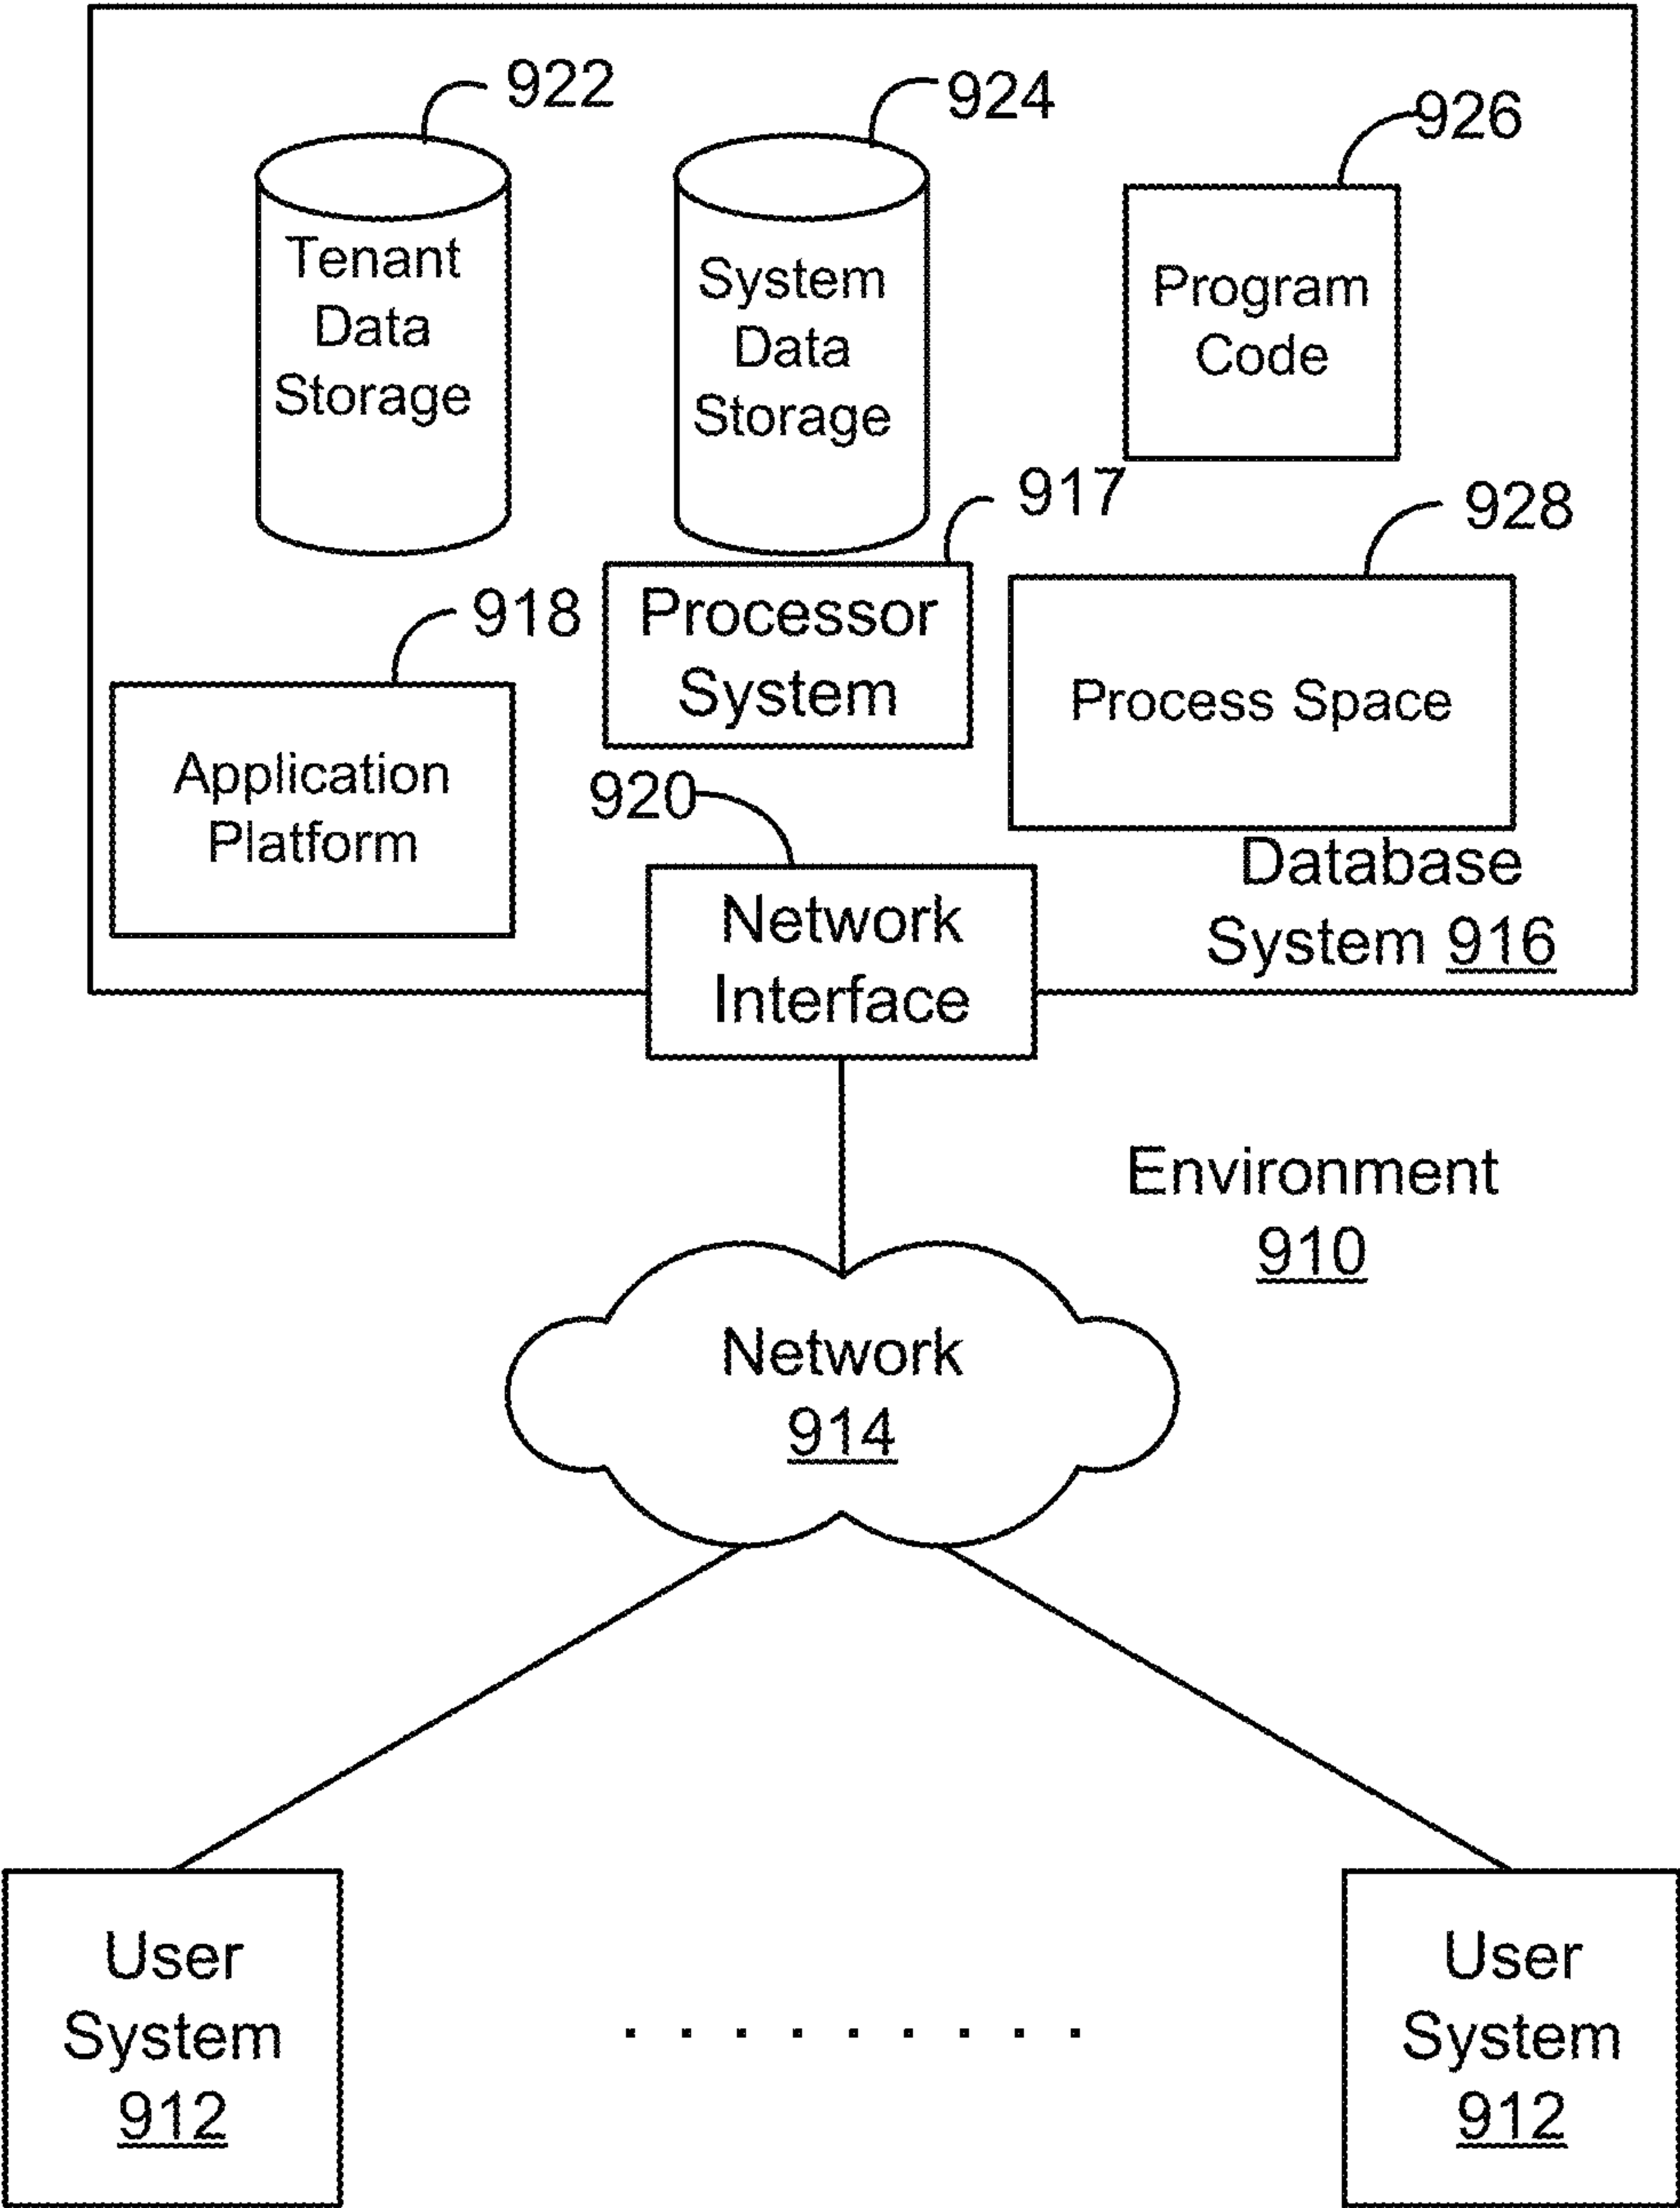 922
924
926
Tenant
Data
Storage
System
Data
Storage
Program
Code
917
928
918
Processor
System
Process Space
Application
Platform
920
Database
System 916
Network
Interface
Environment
910
Network
914
User
System
912
User
System
912